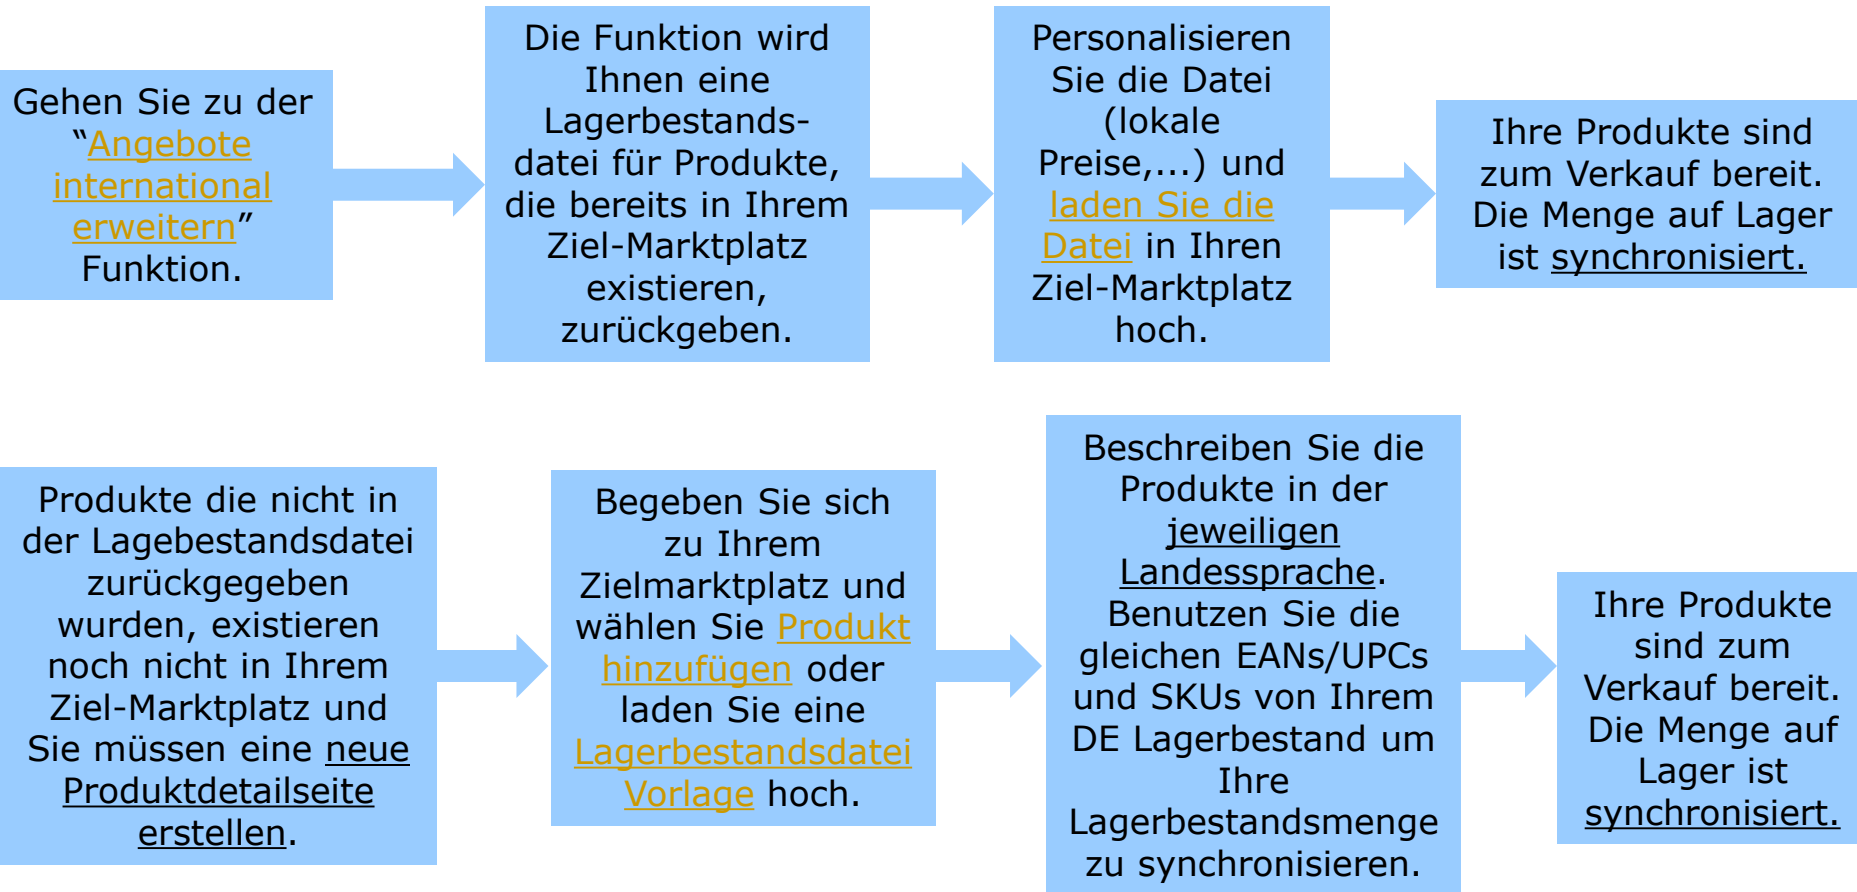 Gehen Sie zu der
“Angebote
international
erweitern”
Funktion.
Die Funktion wird
Ihnen eine
Lagerbestands-
datei für Produkte,
die bereits in Ihrem
Ziel-Marktplatz
existieren,
zurückgeben.
Personalisieren
Sie die Datei
(lokale
Preise,...) und
laden Sie die
Datei in Ihren
Ziel-Marktplatz
hoch.
Ihre Produkte sind
zum Verkauf bereit.
Die Menge auf Lager
ist synchronisiert.
Produkte die nicht in
der Lagebestandsdatei
zurückgegeben
wurden, existieren
noch nicht in Ihrem
Ziel-Marktplatz und
Sie müssen eine neue
Produktdetailseite
erstellen.
Begeben Sie sich
zu Ihrem
Zielmarktplatz und
wählen Sie Produkt
hinzufügen oder
laden Sie eine
Lagerbestandsdatei
Vorlage hoch.
Beschreiben Sie die
Produkte in der
jeweiligen
Landessprache.
Benutzen Sie die
gleichen EANs/UPCs
und SKUs von Ihrem
DE Lagerbestand um
Ihre
Lagerbestandsmenge
zu synchronisieren.
Ihre Produkte
sind zum
Verkauf bereit.
Die Menge auf
Lager ist
synchronisiert.